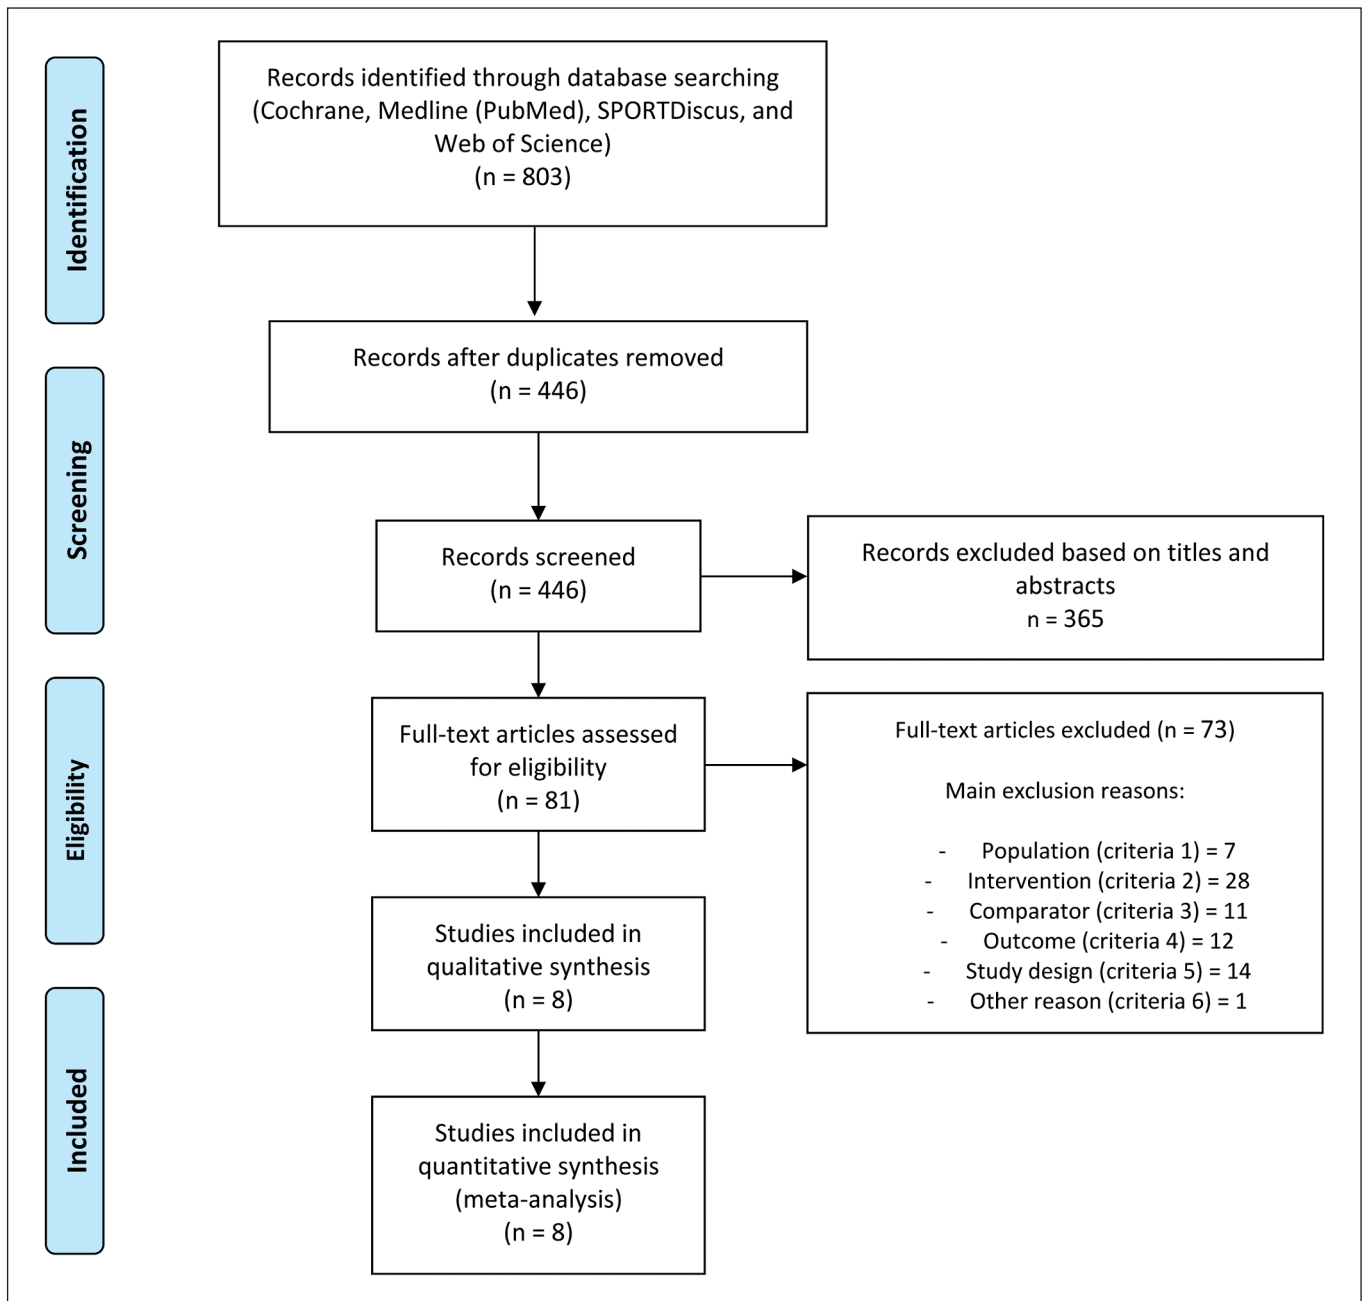 Identification
Records identified through database searching
(Cochrane, Medline (PubMed), SPORTDiscus, and
Web of Science)
(n = 803)
Records after duplicates removed
(n = 446)
Screening
Records screened
(n = 446)
Records excluded based on titles and
abstracts
n = 365
Eligibility
Full-text articles assessed
for eligibility
(n = 81)
Full-text articles excluded (n = 73)
Main exclusion reasons:
- Population (criteria 1) = 7
- Intervention (criteria 2) = 28
- Comparator (criteria 3) = 11
- Outcome (criteria 4) = 12
- Study design (criteria 5) = 14
- Other reason (criteria 6) = 1
Studies included in
qualitative synthesis
(n = 8)
Included
Studies included in
quantitative synthesis
(meta-analysis)
(n = 8)